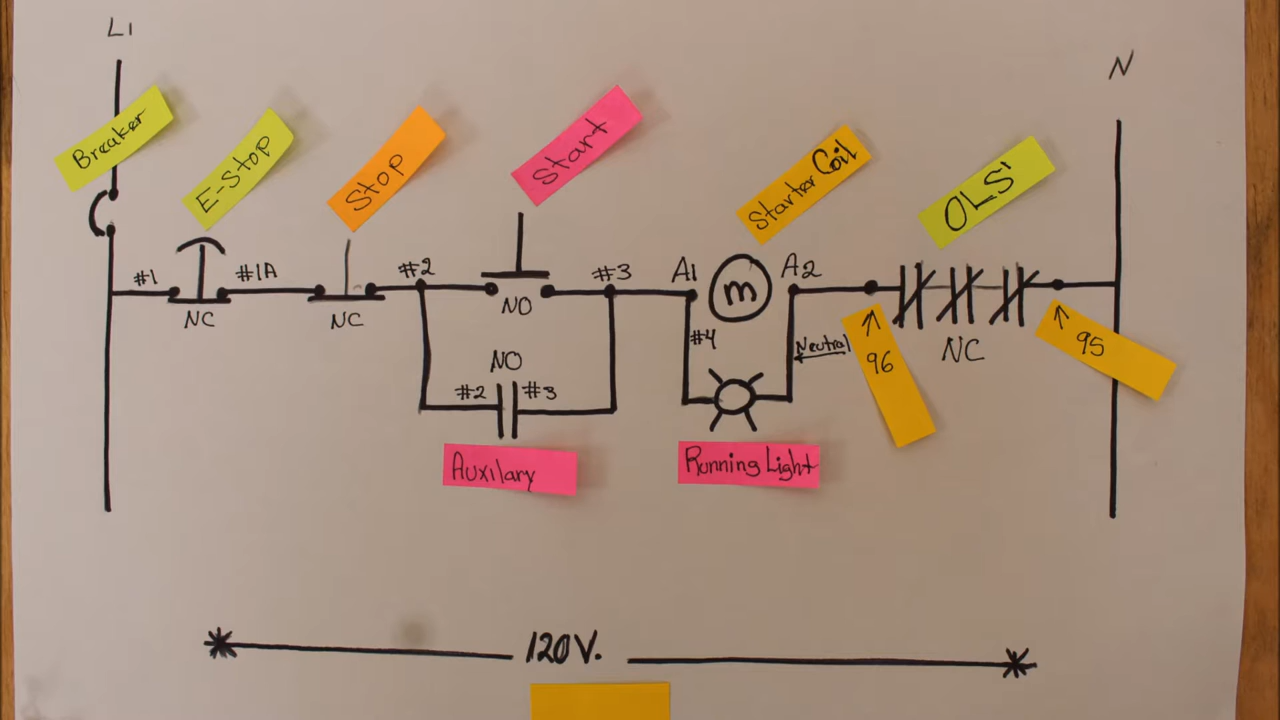 L1
N
Breaker
E-Stop
Stop
Start
Starter Coil
OLS'
#1
#1A
#2
#3
A1
A2
m
NC
NC
NO
NO
#2
#3
#4
Neutral
96
NC
95
Auxilary
Running Light
120V.